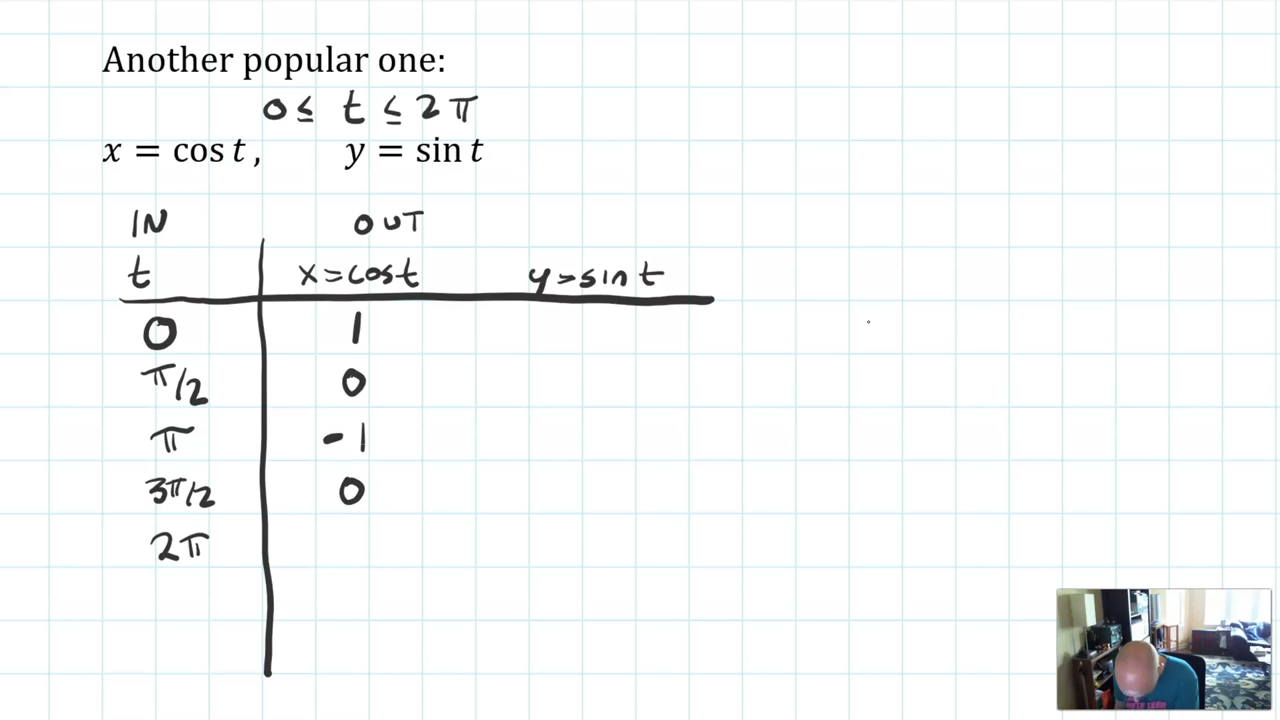 Another popular one:
0 ≤ t ≤ 2π
x = cos t, y = sin t
IN OUT
t x=cost y=sin t
0 1
π/2 0
π -1
3π/2 0
2π